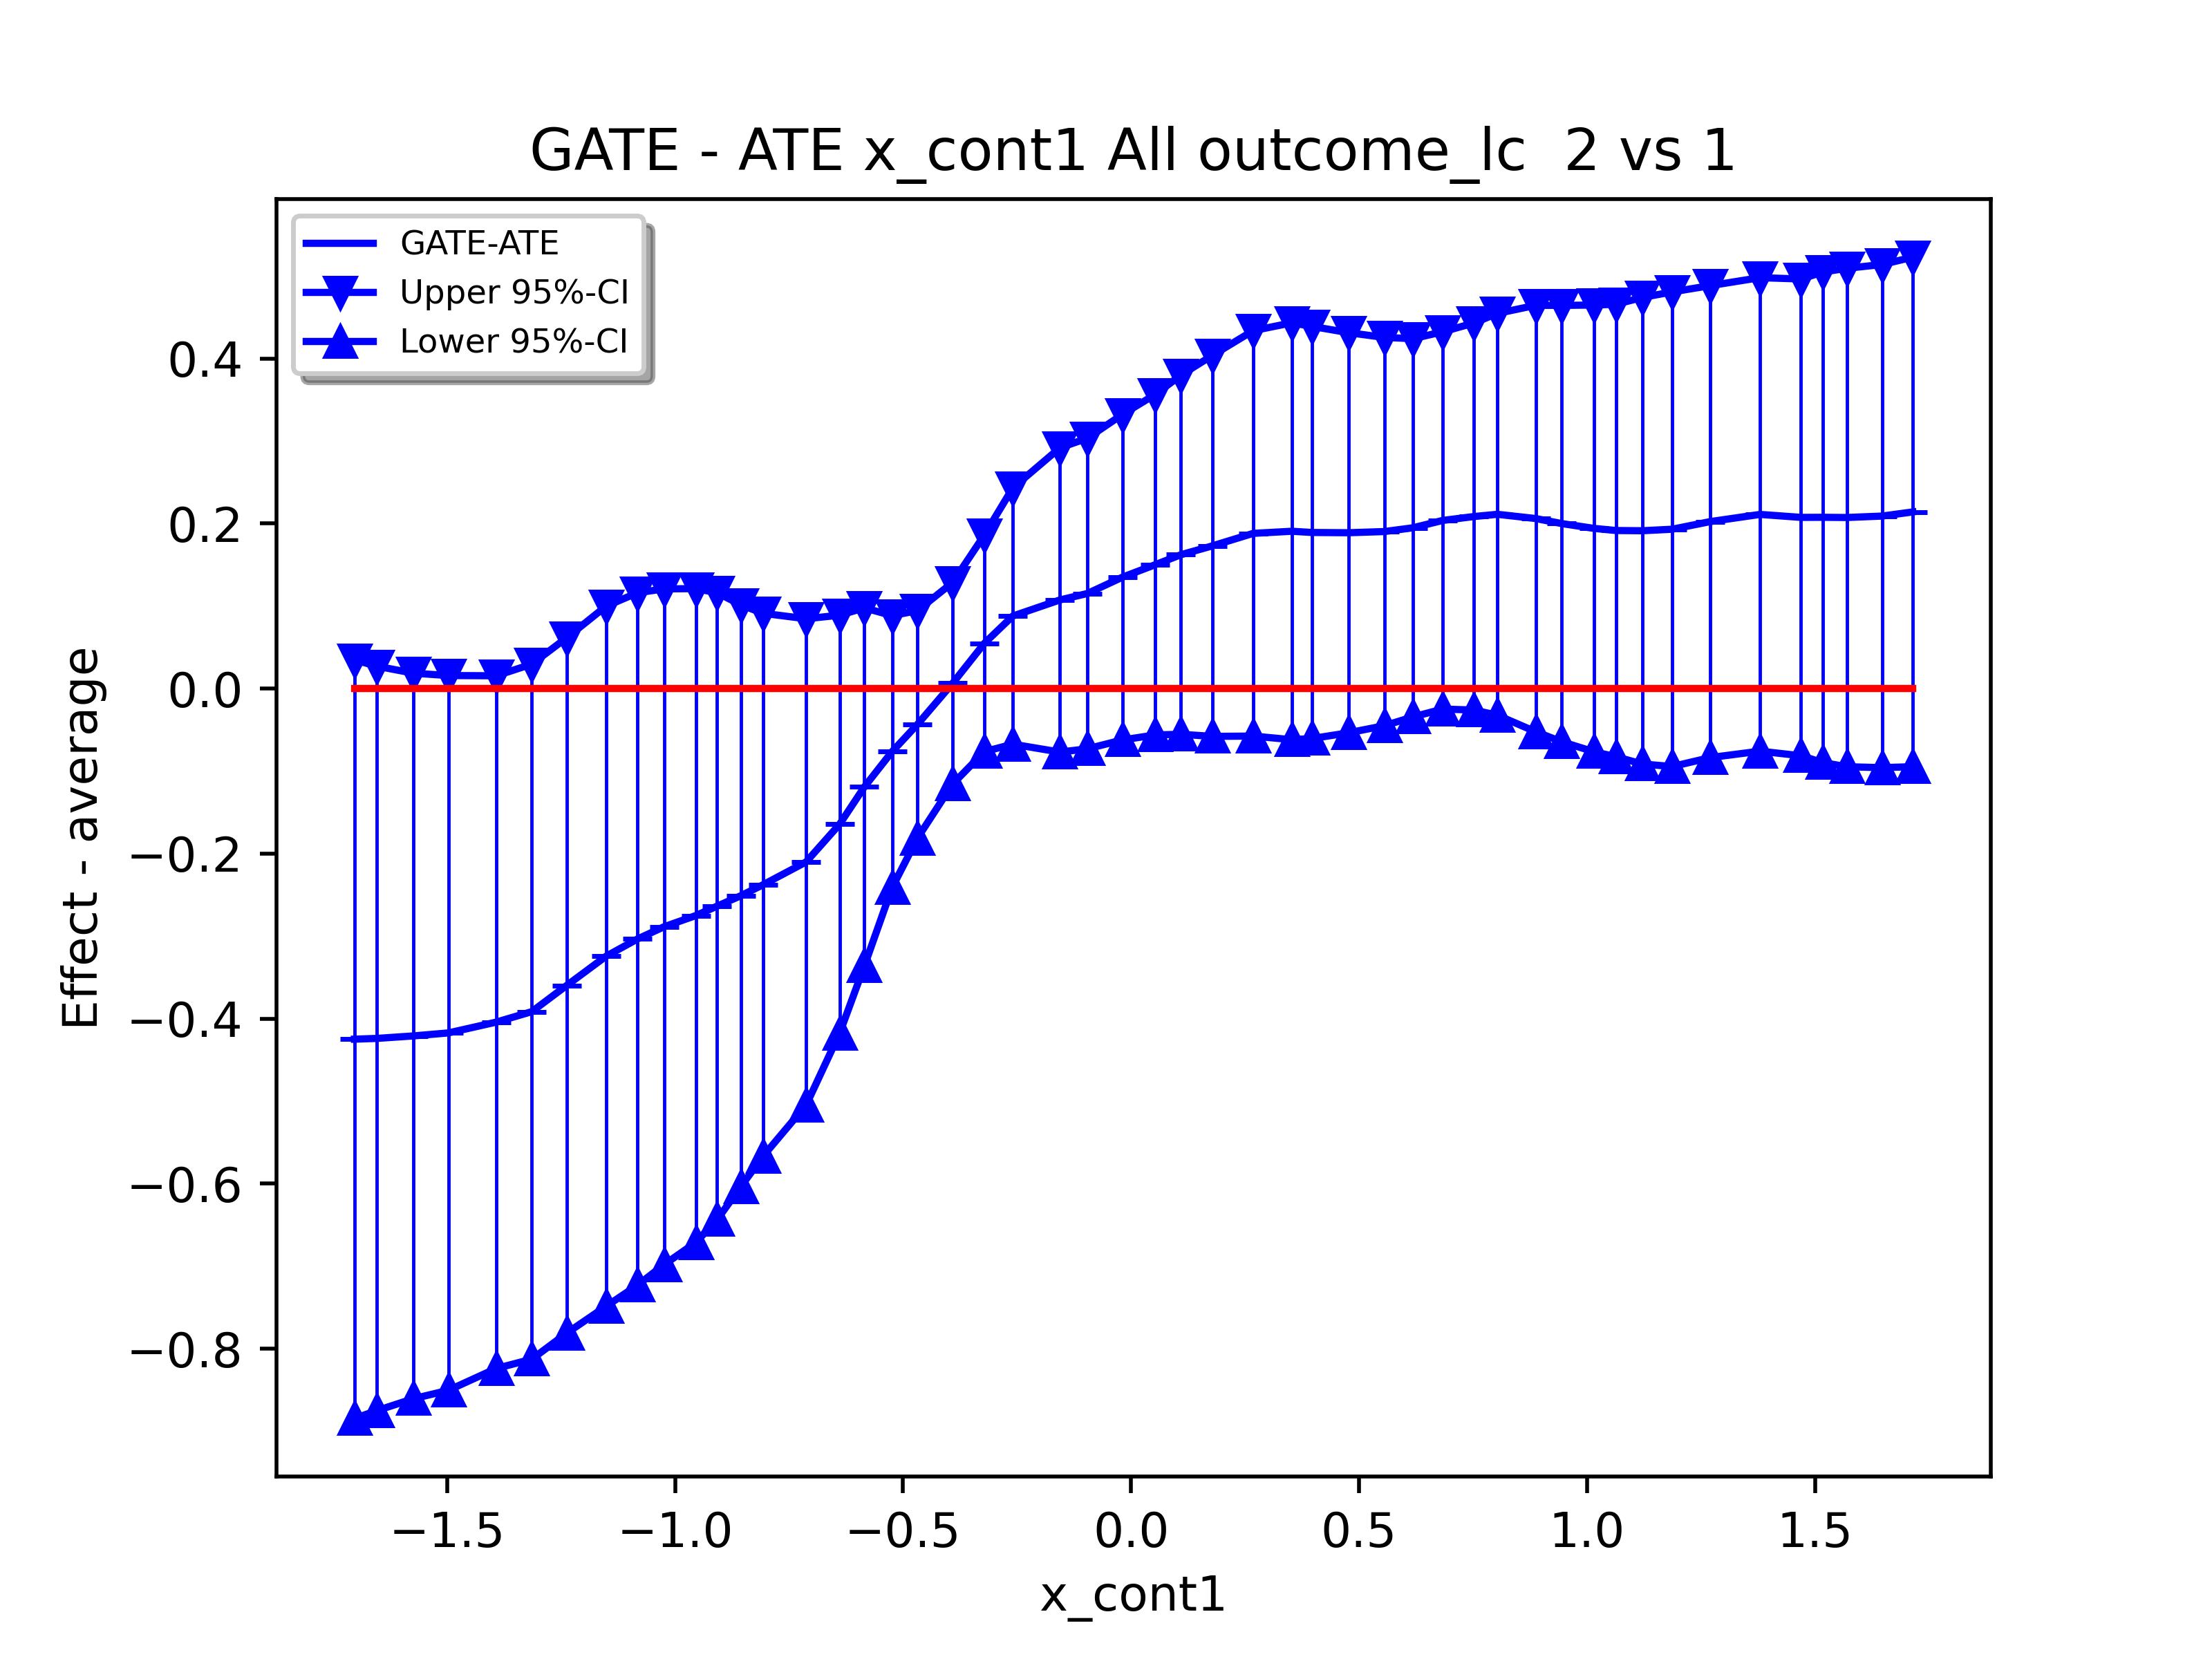 GATE - ATE x_cont1 All outcome_lc  2 vs 1
GATE-ATE
Upper 95%-CI
Lower 95%-CI
Effect - average
0.4
0.2
0.0
−0.2
−0.4
−0.6
−0.8
−1.5 −1.0 −0.5 0.0 0.5 1.0 1.5
x_cont1